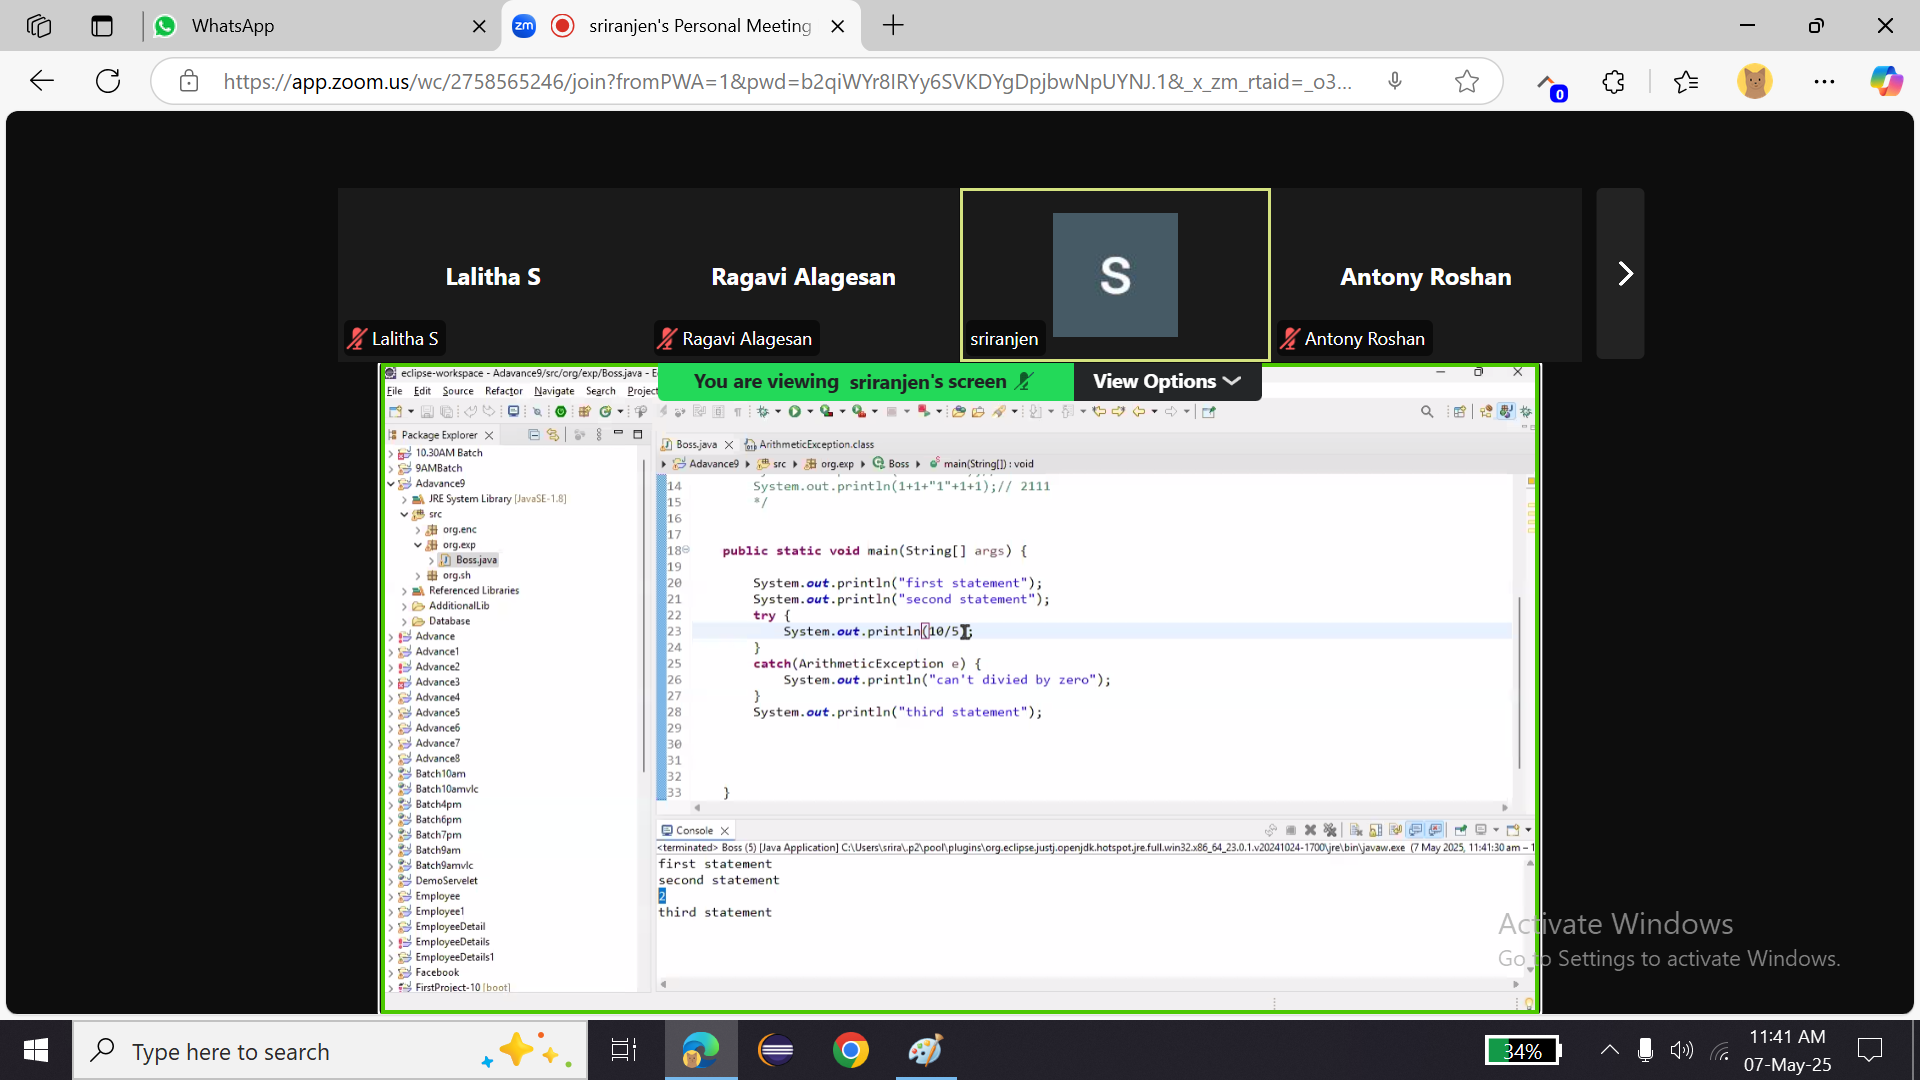 WhatsApp
zm
sriranjen's Personal Meeting
https://app.zoom.us/wc/2758565246/join?fromPWA=1&pwd=b2qiWYr8IRYy6SVKDYgDpjbwNpUYNJ.1&_x_zm_rtaid=_o3...
0
Lalitha S
Ragavi Alagesan
S
Antony Roshan
Lalitha S
Ragavi Alagesan
sriranjen
Antony Roshan
eclipse-workspace - Adavance9/src/org/exp/Boss.java - E
You are viewing sriranjen's screen
View Options
File Edit Source Refactor Navigate Search Project
Package Explorer
10.30AM Batch
9AMBatch
Adavance9
JRE System Library [JavaSE-1.8]
src
org.enc
org.exp
Boss.java
org.sh
Referenced Libraries
AdditionalLib
Database
Advance
Advance1
Advance2
Advance3
Advance4
Advance5
Advance6
Advance7
Advance8
Batch10am
Batch10amvlc
Batch4pm
Batch6pm
Batch7pm
Batch9am
Batch9amvlc
DemoServelet
Employee
Employee1
EmployeeDetail
EmployeeDetails
EmployeeDetails1
Facebook
FirstProject-10 [boot]
Boss.java ArithmeticException.class
Adavance9 src org.exp Boss main(String[]) : void
14 System.out.println(1+1+"1"+1+1);// 2111
15 */
16
17
18 public static void main(String[] args) {
19
20 System.out.println("first statement");
21 System.out.println("second statement");
22 try {
23 System.out.println(10/5);
24 }
25 catch(ArithmeticException e) {
26 System.out.println("can't divied by zero");
27 }
28 System.out.println("third statement");
29
30
31
32
33 }
Console
<terminated> Boss (5) [Java Application] C:\Users\srira\.p2\pool\plugins\org.eclipse.justj.openjdk.hotspot.jre.full.win32.x86_64_23.0.1.v20241024-1700\jre\bin\javaw.exe (7 May 2025, 11:41:30 am – 1
first statement
second statement
2
third statement
Activate Windows
Go to Settings to activate Windows.
Type here to search
34%
11:41 AM
07-May-25